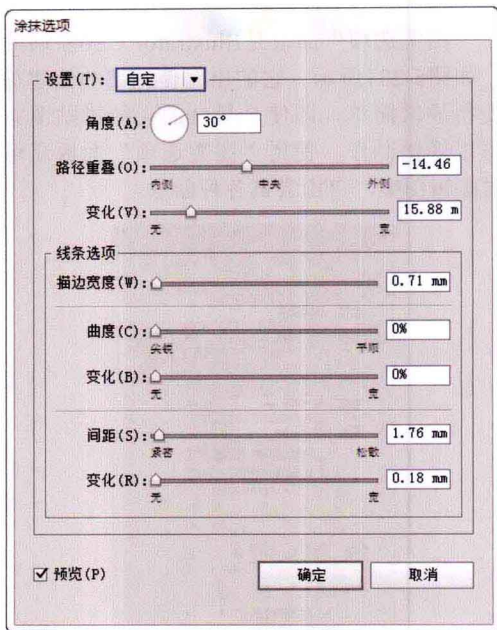 涂抹选项
设置(T): 自定
角度(A): 30°
路径重叠(O): -14.46
内侧 中央 外侧
变化(V): 15.88 m
无 宽
线条选项
描边宽度(W): 0.71 mm
曲度(C): 0%
尖锐 平顺
变化(B): 0%
无 宽
间距(S): 1.76 mm
紧密 松散
变化(R): 0.18 mm
无 宽
预览(P) 确定 取消